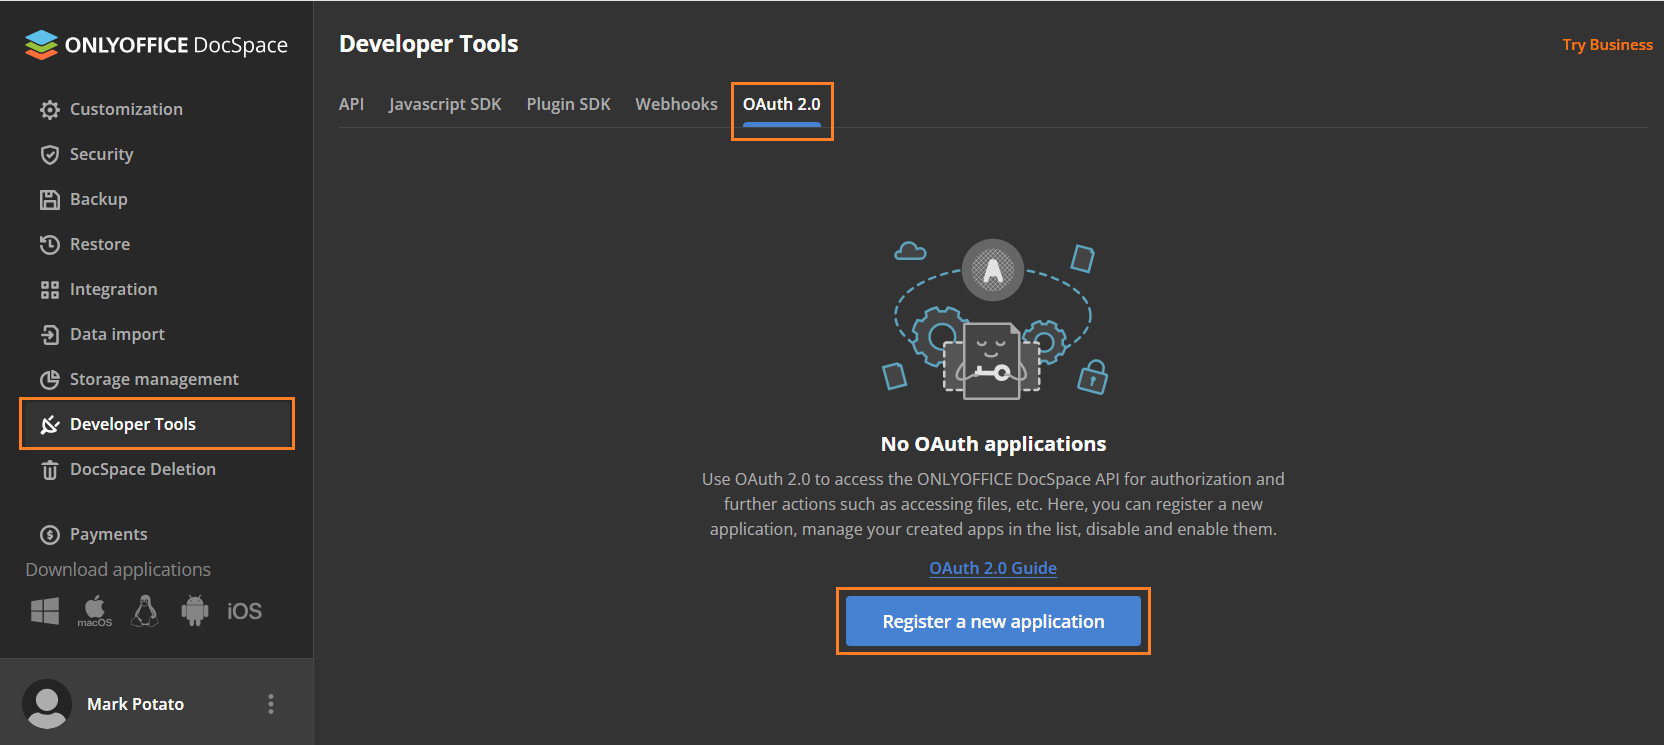 ONLYOFFICE DocSpace
Customization
Security
Backup
Restore
Integration
Data import
Storage management
Developer Tools
DocSpace Deletion
Payments
Download applications
macOS
iOS
Mark Potato
Developer Tools
Try Business
API Javascript SDK Plugin SDK Webhooks OAuth 2.0
A
No OAuth applications
Use OAuth 2.0 to access the ONLYOFFICE DocSpace API for authorization and
further actions such as accessing files, etc. Here, you can register a new
application, manage your created apps in the list, disable and enable them.
OAuth 2.0 Guide
Register a new application